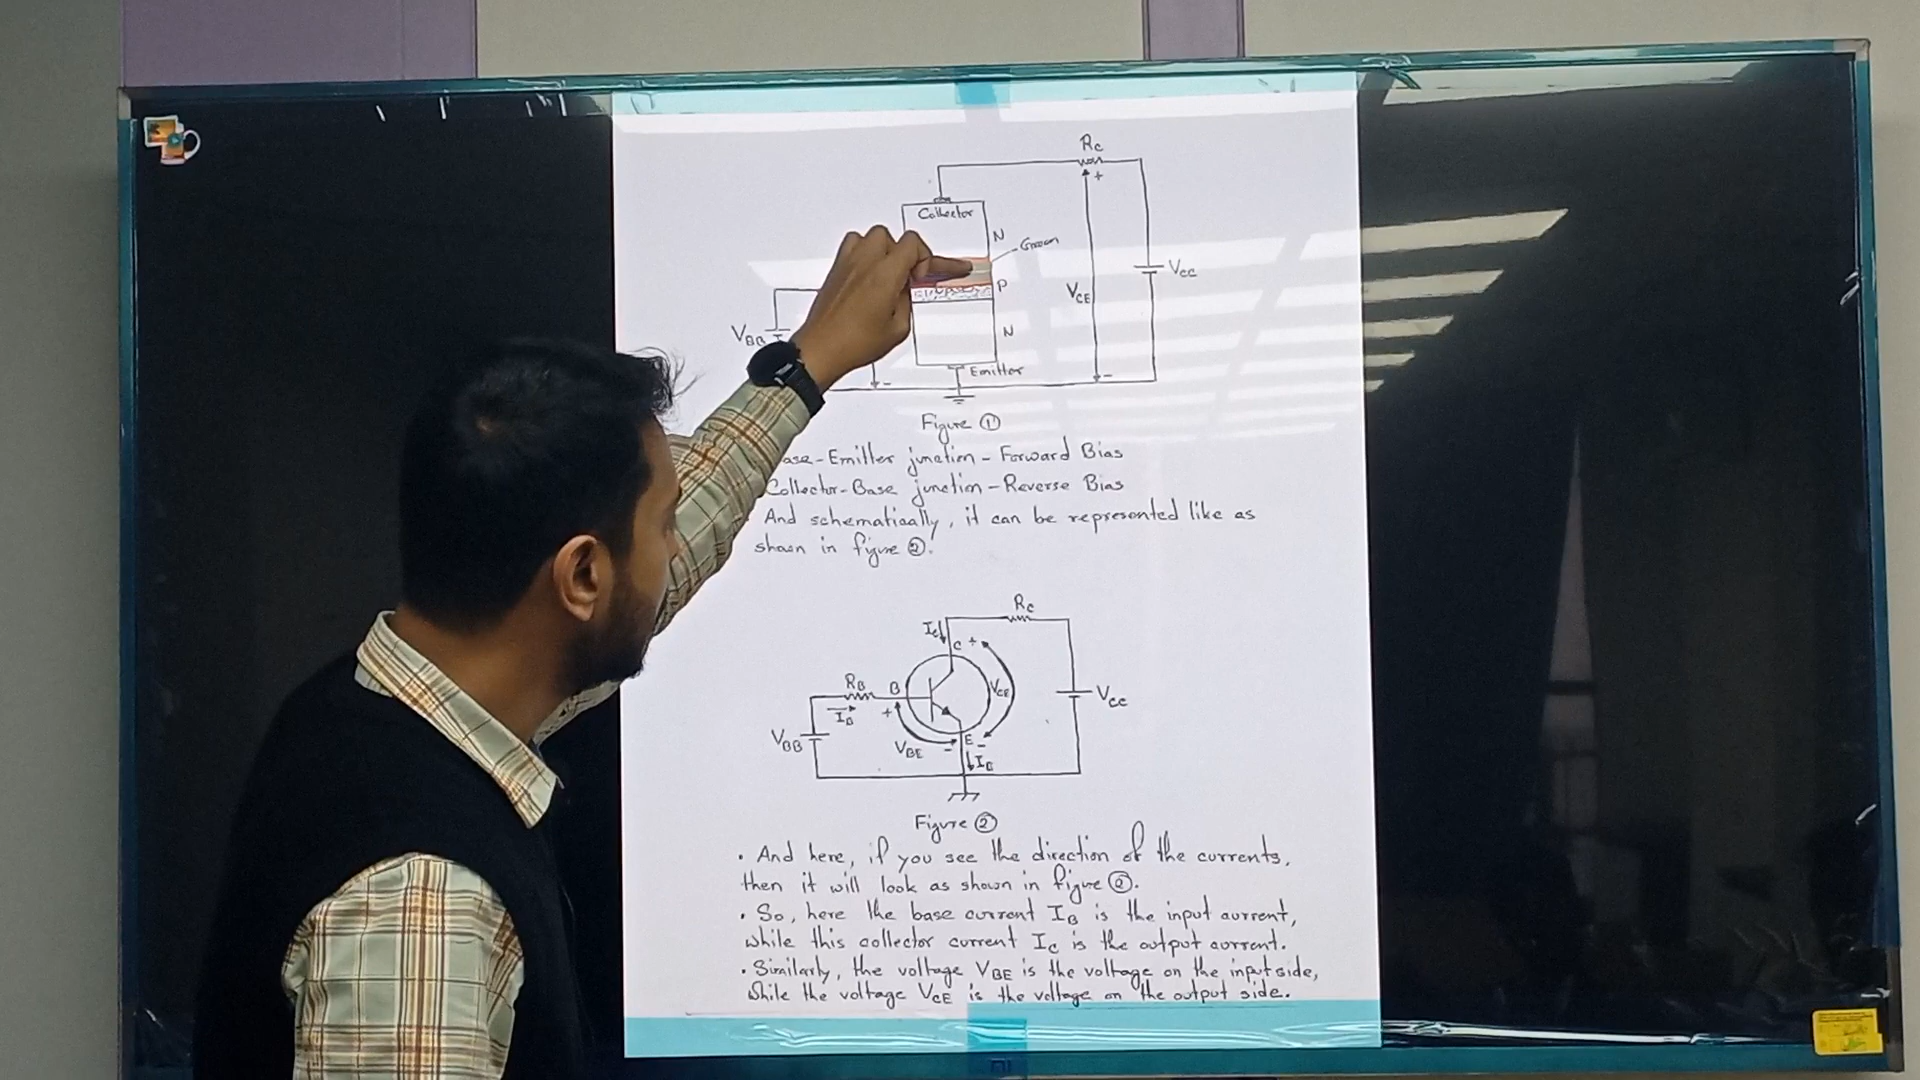 Rc
+
Collector
N
Green
P
VCE
Vcc
VBB
N
Emitter
-
-
Figure ①
ase-Emitter junction - Forward Bias
Collector-Base junction - Reverse Bias
And schematically, it can be represented like as
shown in figure ②.
Rc
Ic
C +
RB
B
VCE
IB
+
Vcc
VBB
VBE
-
E -
Figure ②
• And here, if you see the direction of the currents,
then it will look as shown in figure ②.
• So, here the base current IB is the input current,
while this collector current Ic is the output current.
• Similarly, the voltage VBE is the voltage on the input side,
while the voltage VCE is the voltage on the output side.
mi